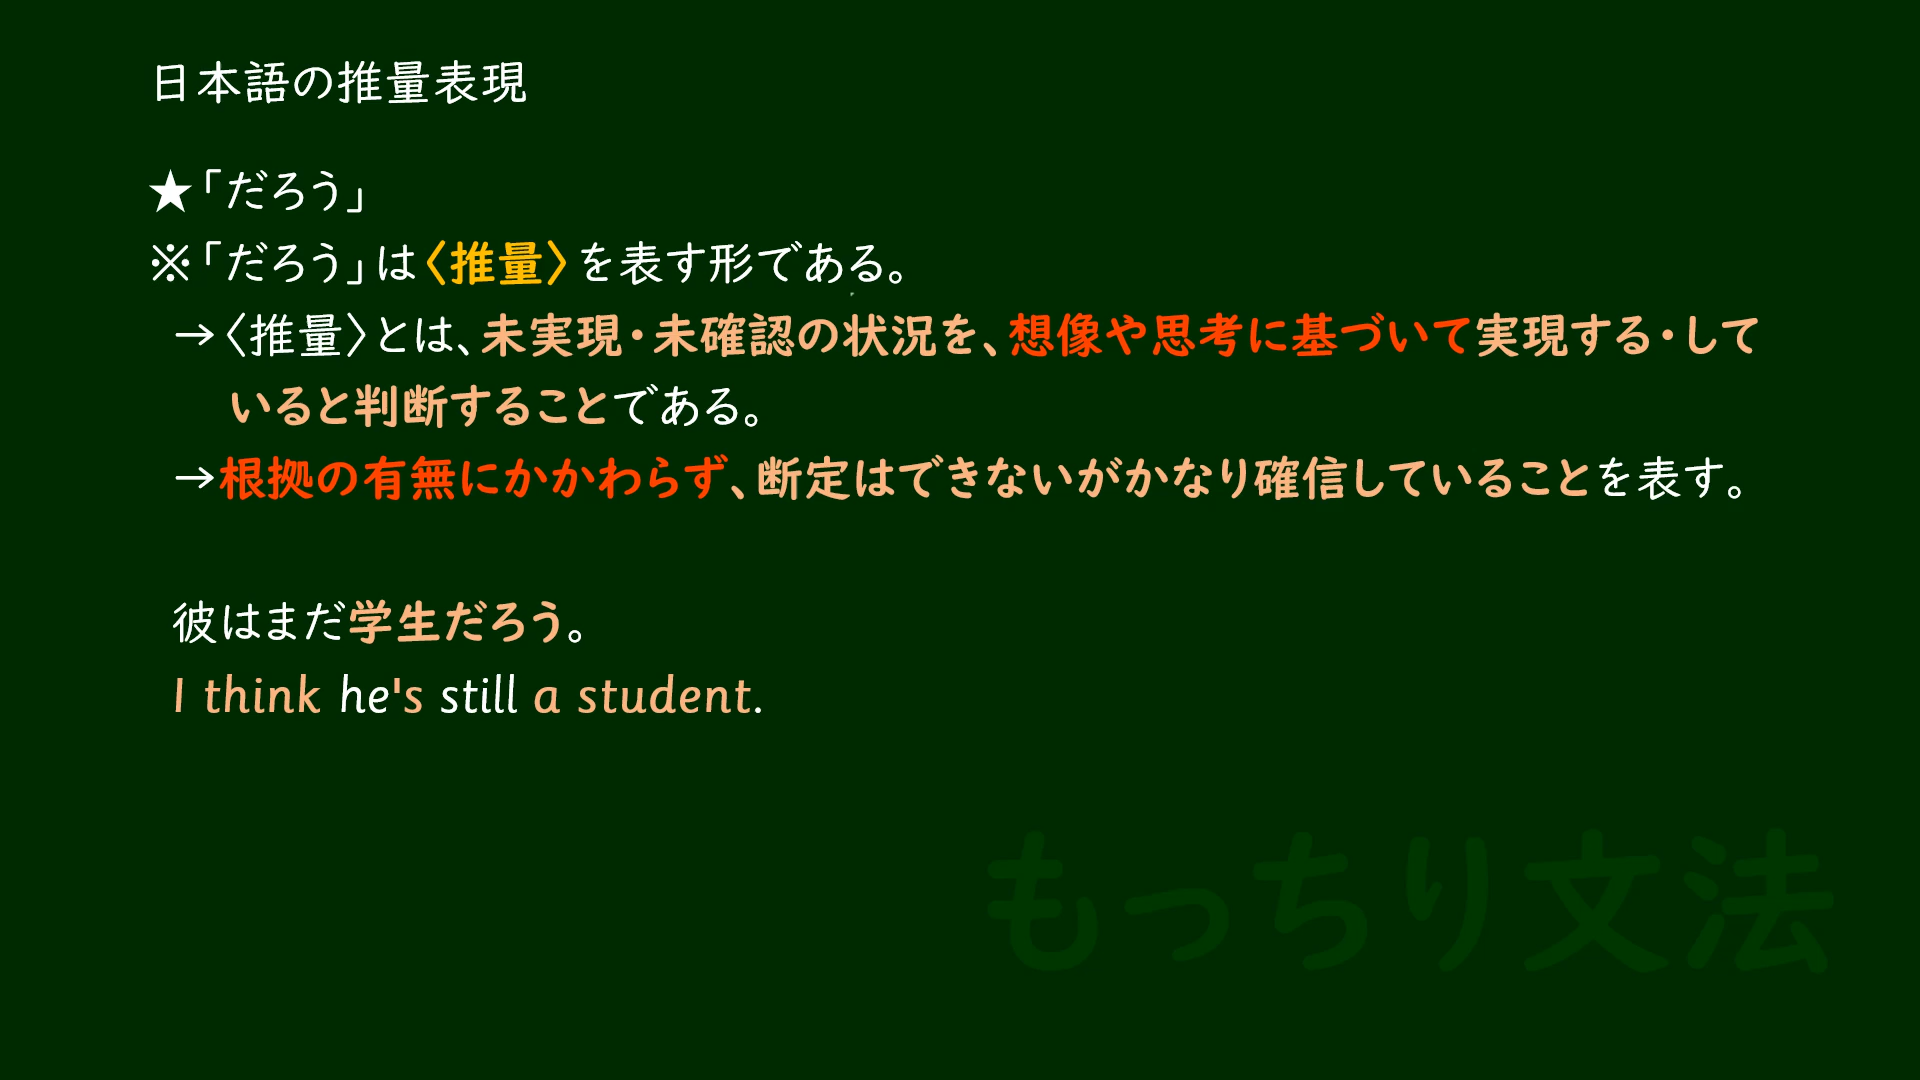 日本語の推量表現
★「だろう」
※「だろう」は〈推量〉を表す形である。
→〈推量〉とは、未実現・未確認の状況を、想像や思考に基づいて実現する・して
いると判断することである。
→根拠の有無にかかわらず、断定はできないがかなり確信していることを表す。
彼はまだ学生だろう。
I think he's still a student.
もっちり文法